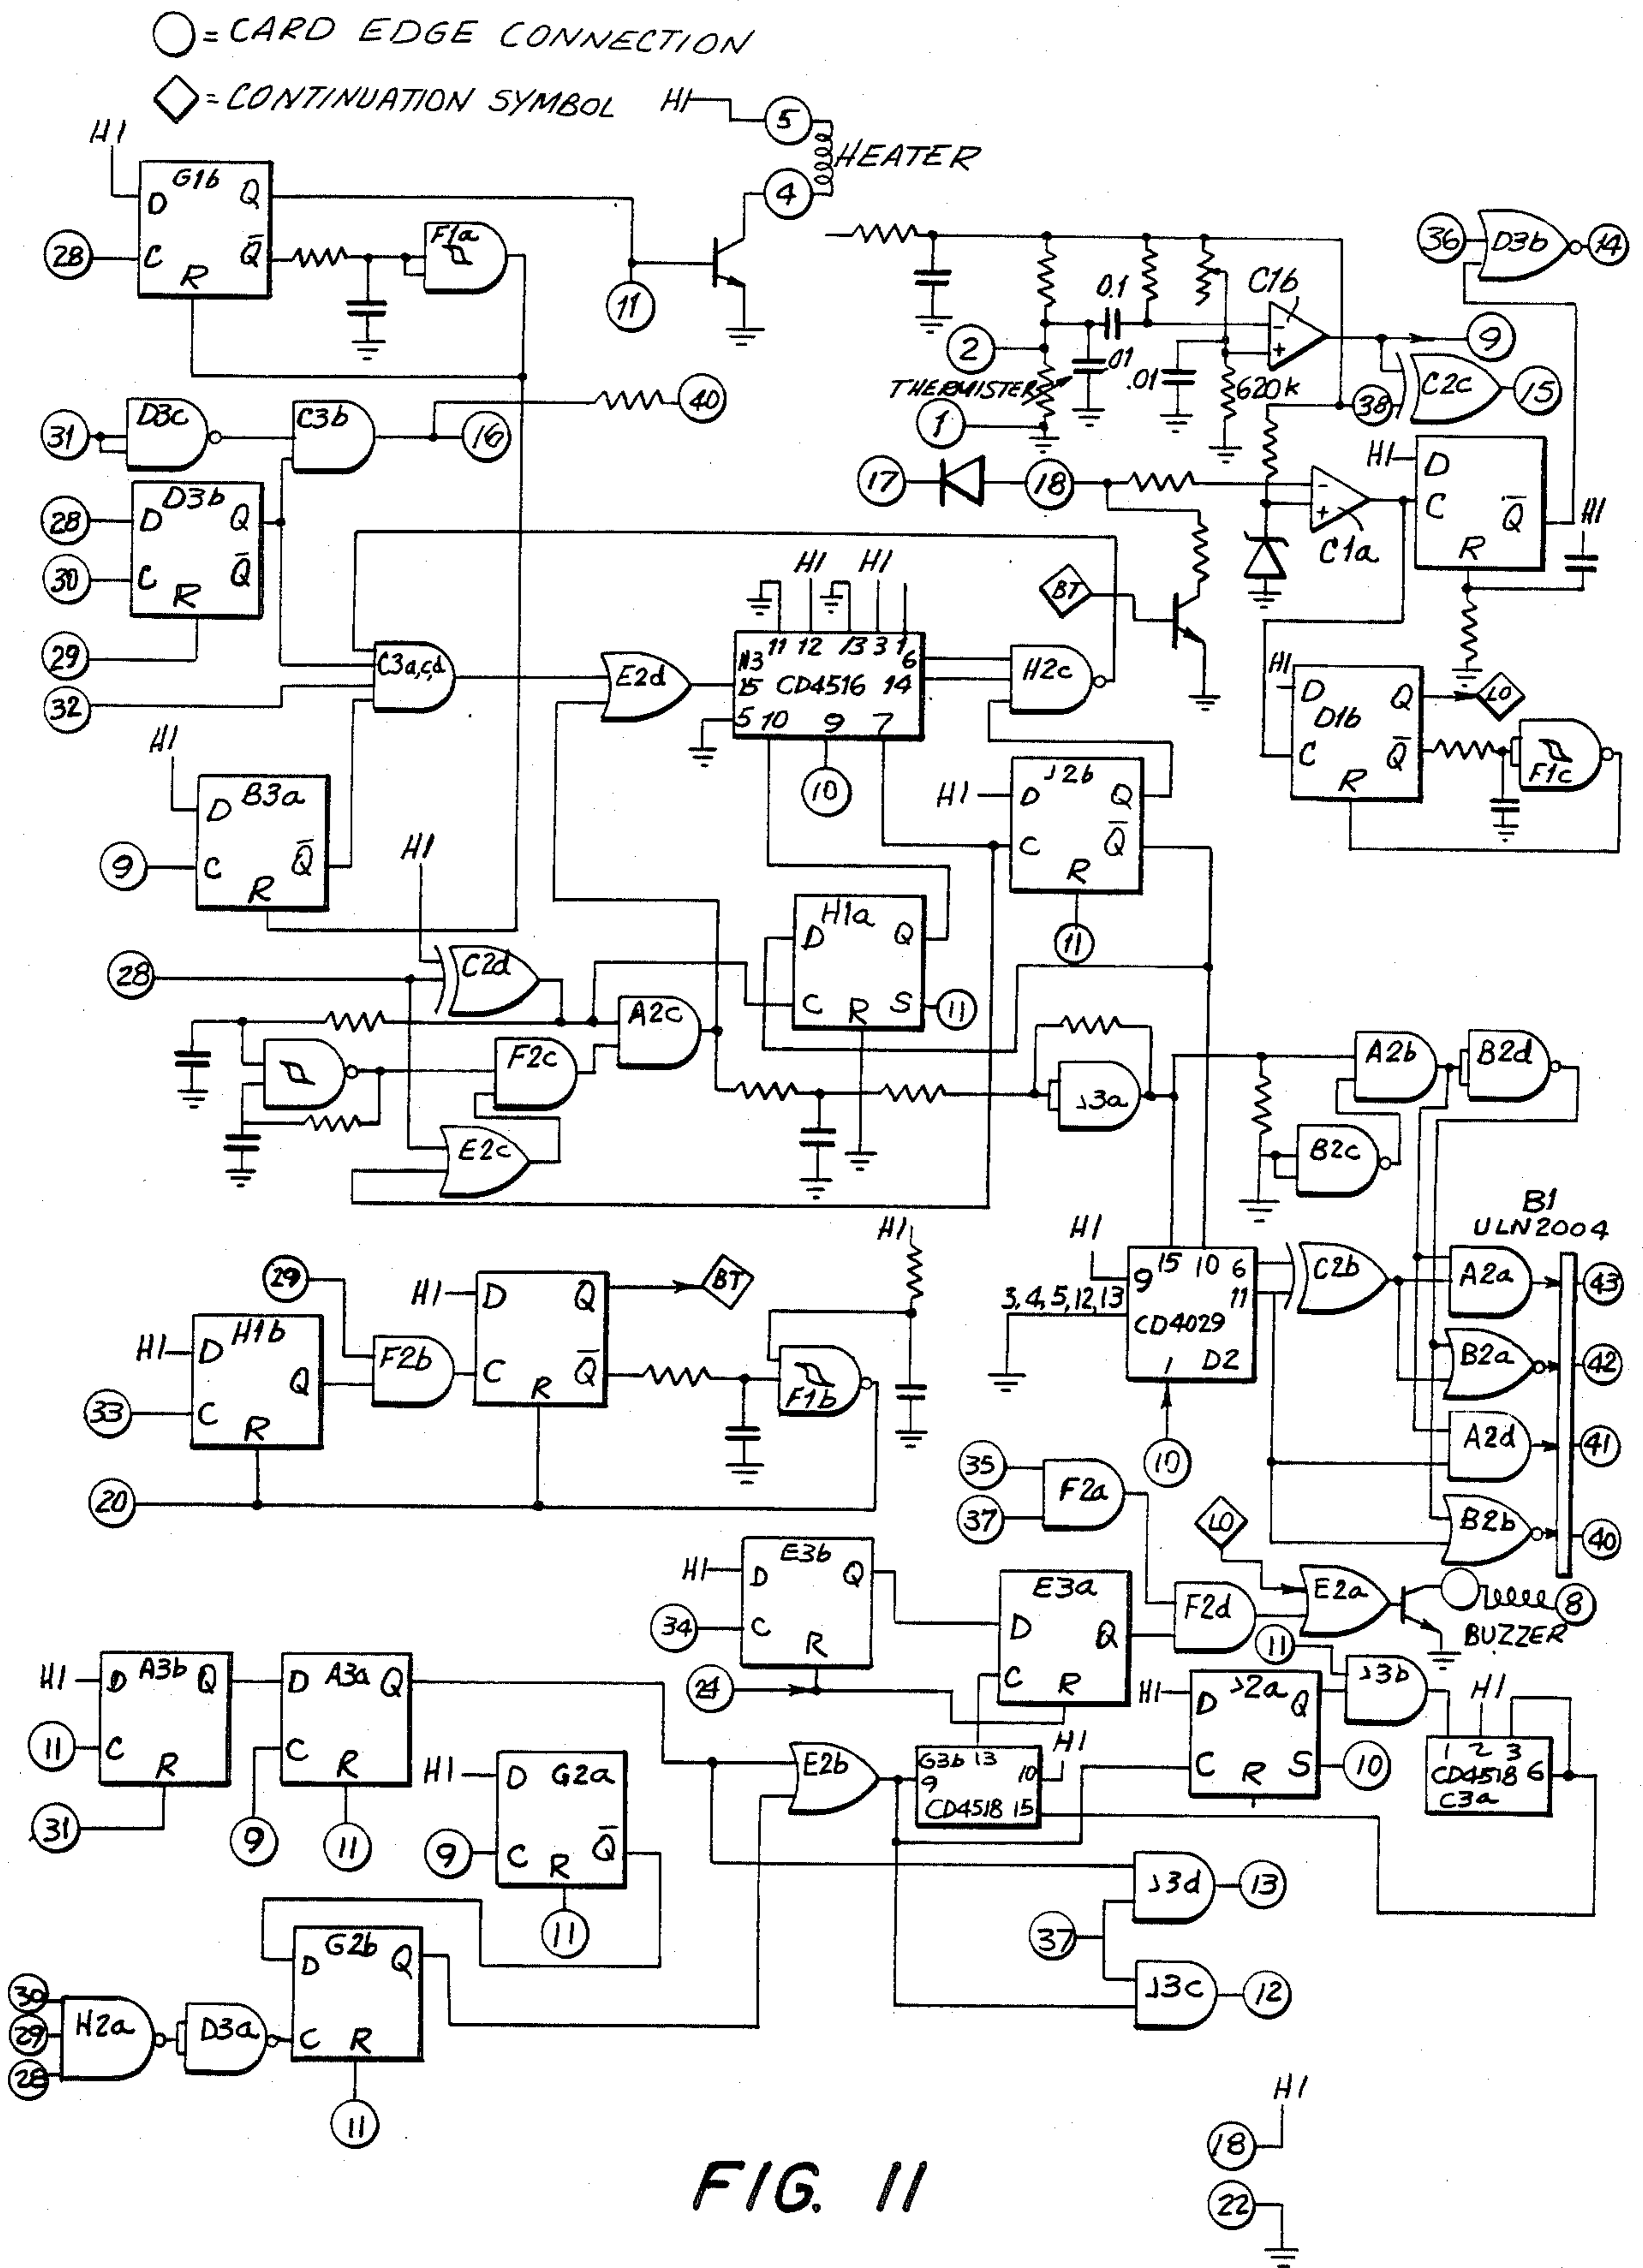 ○ = CARD EDGE CONNECTION
◇ = CONTINUATION SYMBOL
HI
5
HEATER
4
HI
G1b
D
Q
C
Q̄
R
28
F1a
11
36
D3b
14
C1b
0.1
-
+
9
2
.01
.01
THERMISTER
620K
1
38
C2c
15
31
D3c
C3b
40
16
17
18
-
+
C1a
HI
D
C
Q̄
R
HI
28
D3b
D
Q
30
C
Q̄
R
29
32
C3a,c,d
E2d
HI
HI
11 12 13 3 1
N3
6
15
CD4516
14
5 10 9 7
10
H2c
BT
HI
D
D1b
Q
LO
C
Q̄
R
F1c
HI
B3a
D
9
C
Q̄
R
HI
J2b
HI
D
Q
C
Q̄
R
11
H1a
D
Q
C
R
S
11
28
C2d
A2c
F2c
E2c
J3a
A2b
B2d
B2c
B1
ULN2004
HI
15 10
6
9
11
3,4,5,12,13
CD4029
1
D2
10
C2b
A2a
43
B2a
42
A2d
41
B2b
40
HI
29
HI
D
Q
BT
H1b
HI
D
F2b
Q
C
Q̄
33
C
R
R
F1b
20
35
F2a
37
LO
E3b
HI
D
Q
34
C
R
E3a
D
Q
C
R
F2d
E2a
8
BUZZER
11
HI
A3b
D
Q
11
C
R
31
A3a
D
Q
C
R
9
11
HI
G2a
D
9
C
Q̄
R
11
E2b
G3b
13
HI
9
10
CD4518
15
HI
J2a
D
Q
C
R
S
10
J3b
HI
1 2 3
CD4518
6
C3a
J3d
13
37
J3c
12
G2b
D
Q
C
R
11
30
29
28
H2a
D3a
HI
18
22
FIG. 11